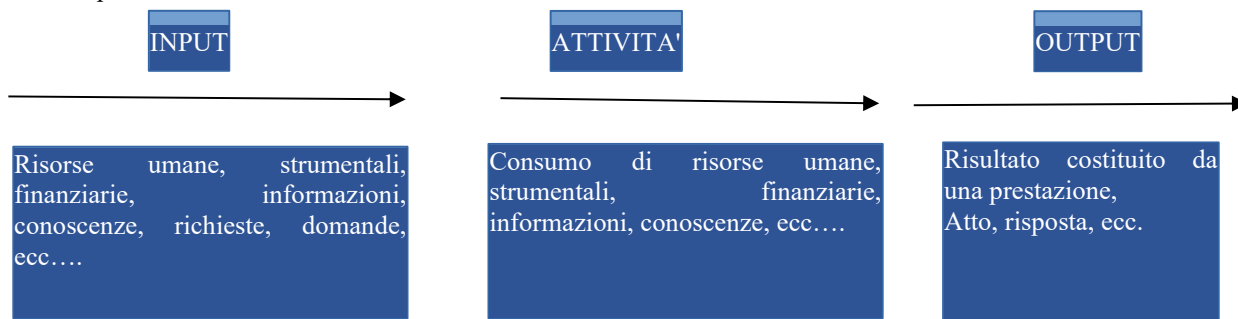 INPUT
ATTIVITA'
OUTPUT
Risorse umane, strumentali,
finanziarie, informazioni,
conoscenze, richieste, domande,
ecc….
Consumo di risorse umane,
strumentali, finanziarie,
informazioni, conoscenze, ecc….
Risultato costituito da
una prestazione,
Atto, risposta, ecc.